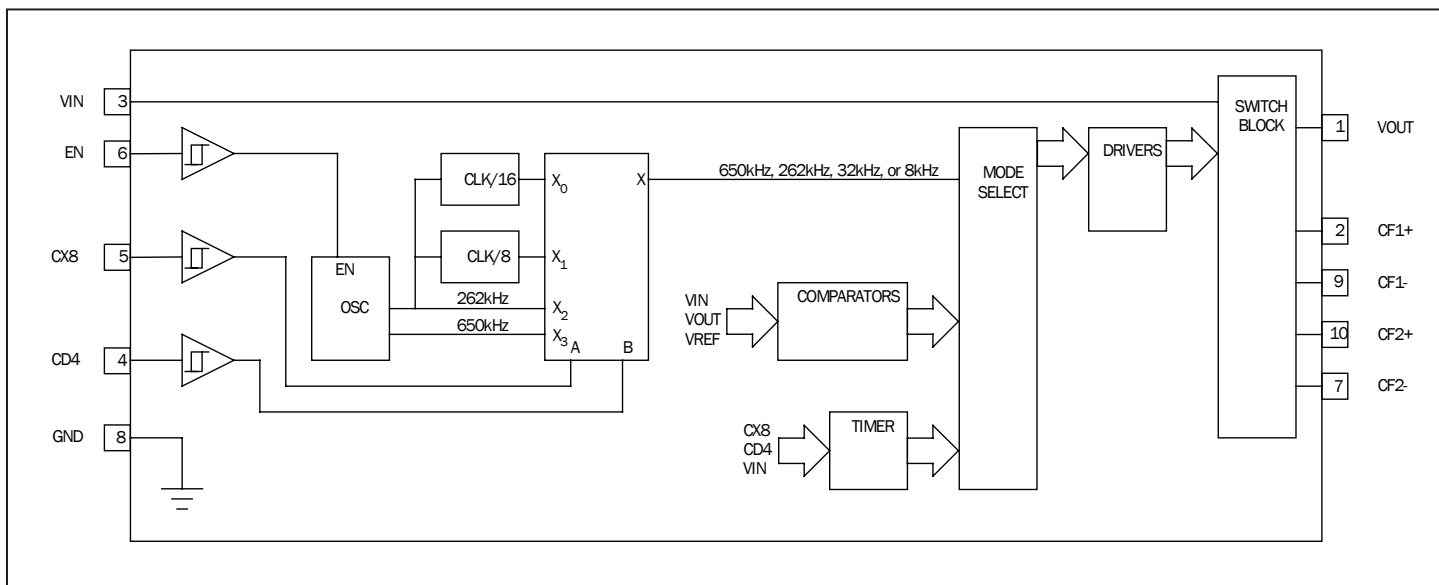 VIN 3
EN 6
CX8 5
CD4 4
GND 8
EN
OSC
CLK/16
CLK/8
262kHz
650kHz
X0
X1
X2
X3
A
B
X
650kHz, 262kHz, 32kHz, or 8kHz
VIN
VOUT
VREF
COMPARATORS
CX8
CD4
VIN
TIMER
MODE
SELECT
DRIVERS
SWITCH
BLOCK
1 VOUT
2 CF1+
9 CF1-
10 CF2+
7 CF2-